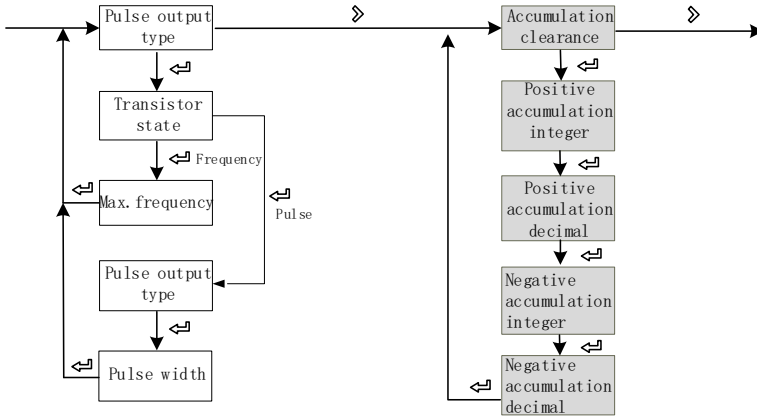 Pulse output
type
Transistor
state
Frequency
Max.frequency
Pulse
Pulse output
type
Pulse width
Accumulation
clearance
Positive
accumulation
integer
Positive
accumulation
decimal
Negative
accumulation
integer
Negative
accumulation
decimal